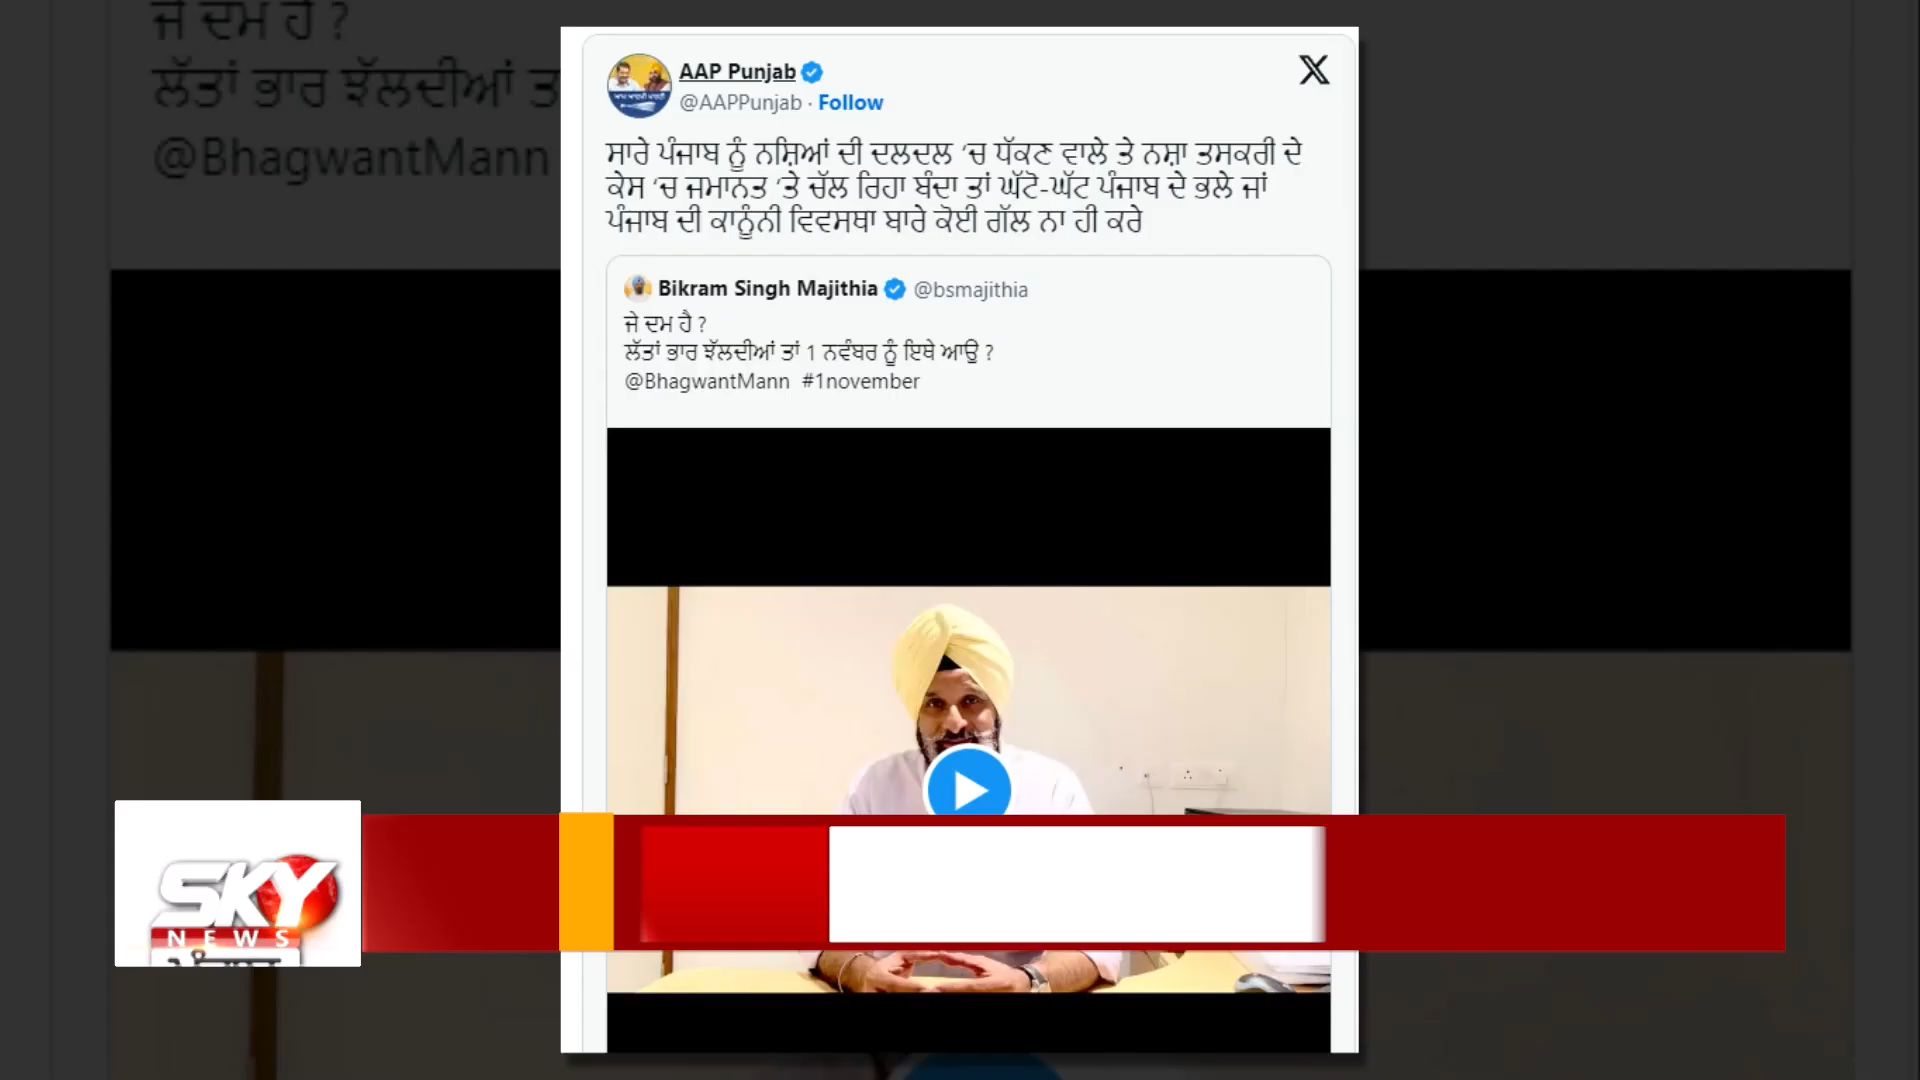 ਜੇ ਦਮ ਹੈ ?
ਲੱਤਾਂ ਭਾਰ ਝੱਲਦੀਆਂ ਤ
@BhagwantMann
AAP Punjab
@AAPPunjab · Follow
ਸਾਰੇ ਪੰਜਾਬ ਨੂੰ ਨਸ਼ਿਆਂ ਦੀ ਦਲਦਲ 'ਚ ਧੱਕਣ ਵਾਲੇ ਤੇ ਨਸ਼ਾ ਤਸਕਰੀ ਦੇ
ਕੇਸ 'ਚ ਜਮਾਨਤ 'ਤੇ ਚੱਲ ਰਿਹਾ ਬੰਦਾ ਤਾਂ ਘੱਟੋ-ਘੱਟ ਪੰਜਾਬ ਦੇ ਭਲੇ ਜਾਂ
ਪੰਜਾਬ ਦੀ ਕਾਨੂੰਨੀ ਵਿਵਸਥਾ ਬਾਰੇ ਕੋਈ ਗੱਲ ਨਾ ਹੀ ਕਰੇ
Bikram Singh Majithia @bsmajithia
ਜੇ ਦਮ ਹੈ ?
ਲੱਤਾਂ ਭਾਰ ਝੱਲਦੀਆਂ ਤਾਂ 1 ਨਵੰਬਰ ਨੂੰ ਇਥੇ ਆਉ ?
@BhagwantMann #1november
SKY
NEWS